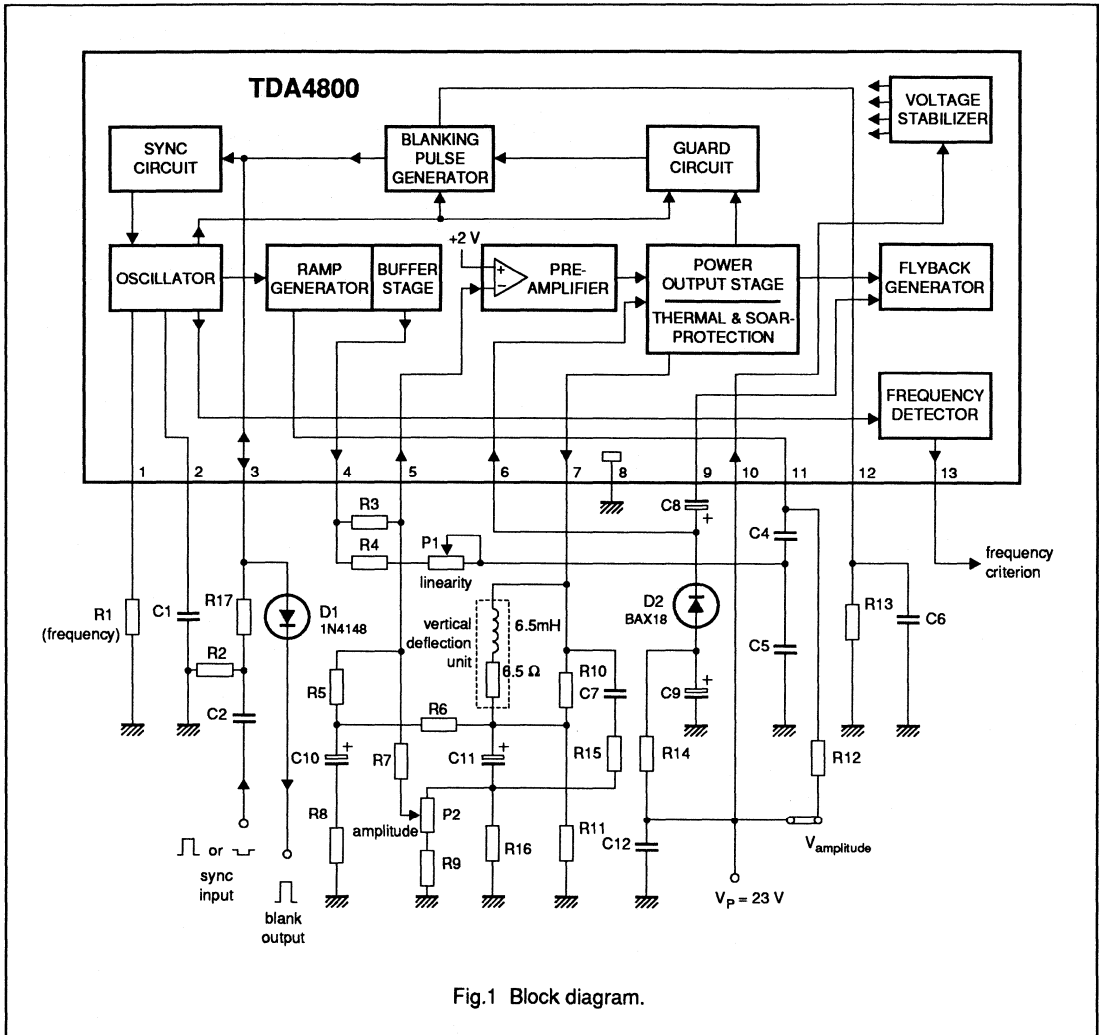 TDA4800
SYNC
CIRCUIT
BLANKING
PULSE
GENERATOR
GUARD
CIRCUIT
VOLTAGE
STABILIZER
OSCILLATOR
RAMP
GENERATOR
BUFFER
STAGE
+2 V
+
−
PRE-
AMPLIFIER
POWER
OUTPUT STAGE
THERMAL & SOAR-
PROTECTION
FLYBACK
GENERATOR
FREQUENCY
DETECTOR
1 2 3 4 5 6 7 8 9 10 11 12 13
R1
(frequency)
C1
R2
R17
C2
D1
1N4148
R3
R4
P1
linearity
vertical
deflection
unit
6.5mH
6.5 Ω
R5
R6
C10
+
R8
R7
amplitude
P2
R9
C11
+
R16
R10
C7
R15
R11
C8
+
D2
BAX18
C9
+
R14
C12
C4
C5
R12
R13
C6
frequency
criterion
or
sync
input
blank
output
VP = 23 V
Vamplitude
Fig.1 Block diagram.